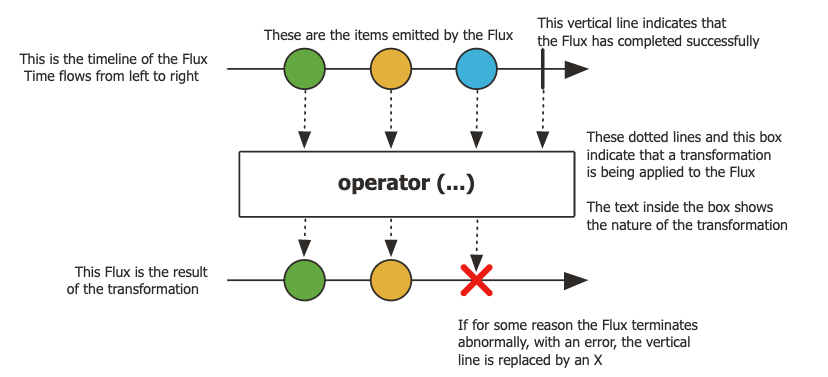 These are the items emitted by the Flux
This vertical line indicates that
the Flux has completed successfully
This is the timeline of the Flux
Time flows from left to right
These dotted lines and this box
indicate that a transformation
is being applied to the Flux
operator (...)
The text inside the box shows
the nature of the transformation
This Flux is the result
of the transformation
If for some reason the Flux terminates
abnormally, with an error, the vertical
line is replaced by an X